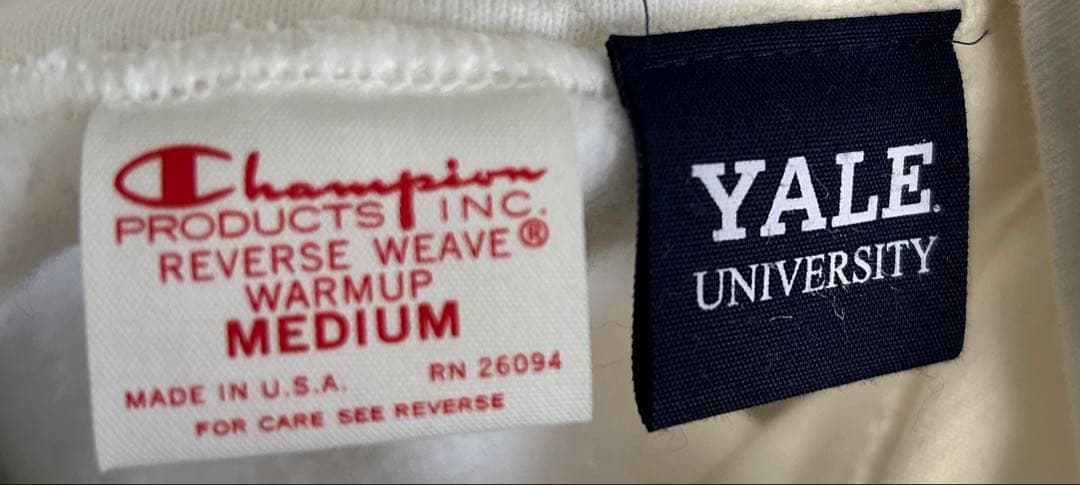 Champion
PRODUCTS INC.
REVERSE WEAVE®
WARMUP
MEDIUM
RN 26094
MADE IN U.S.A.
FOR CARE SEE REVERSE
YALE.
UNIVERSITY